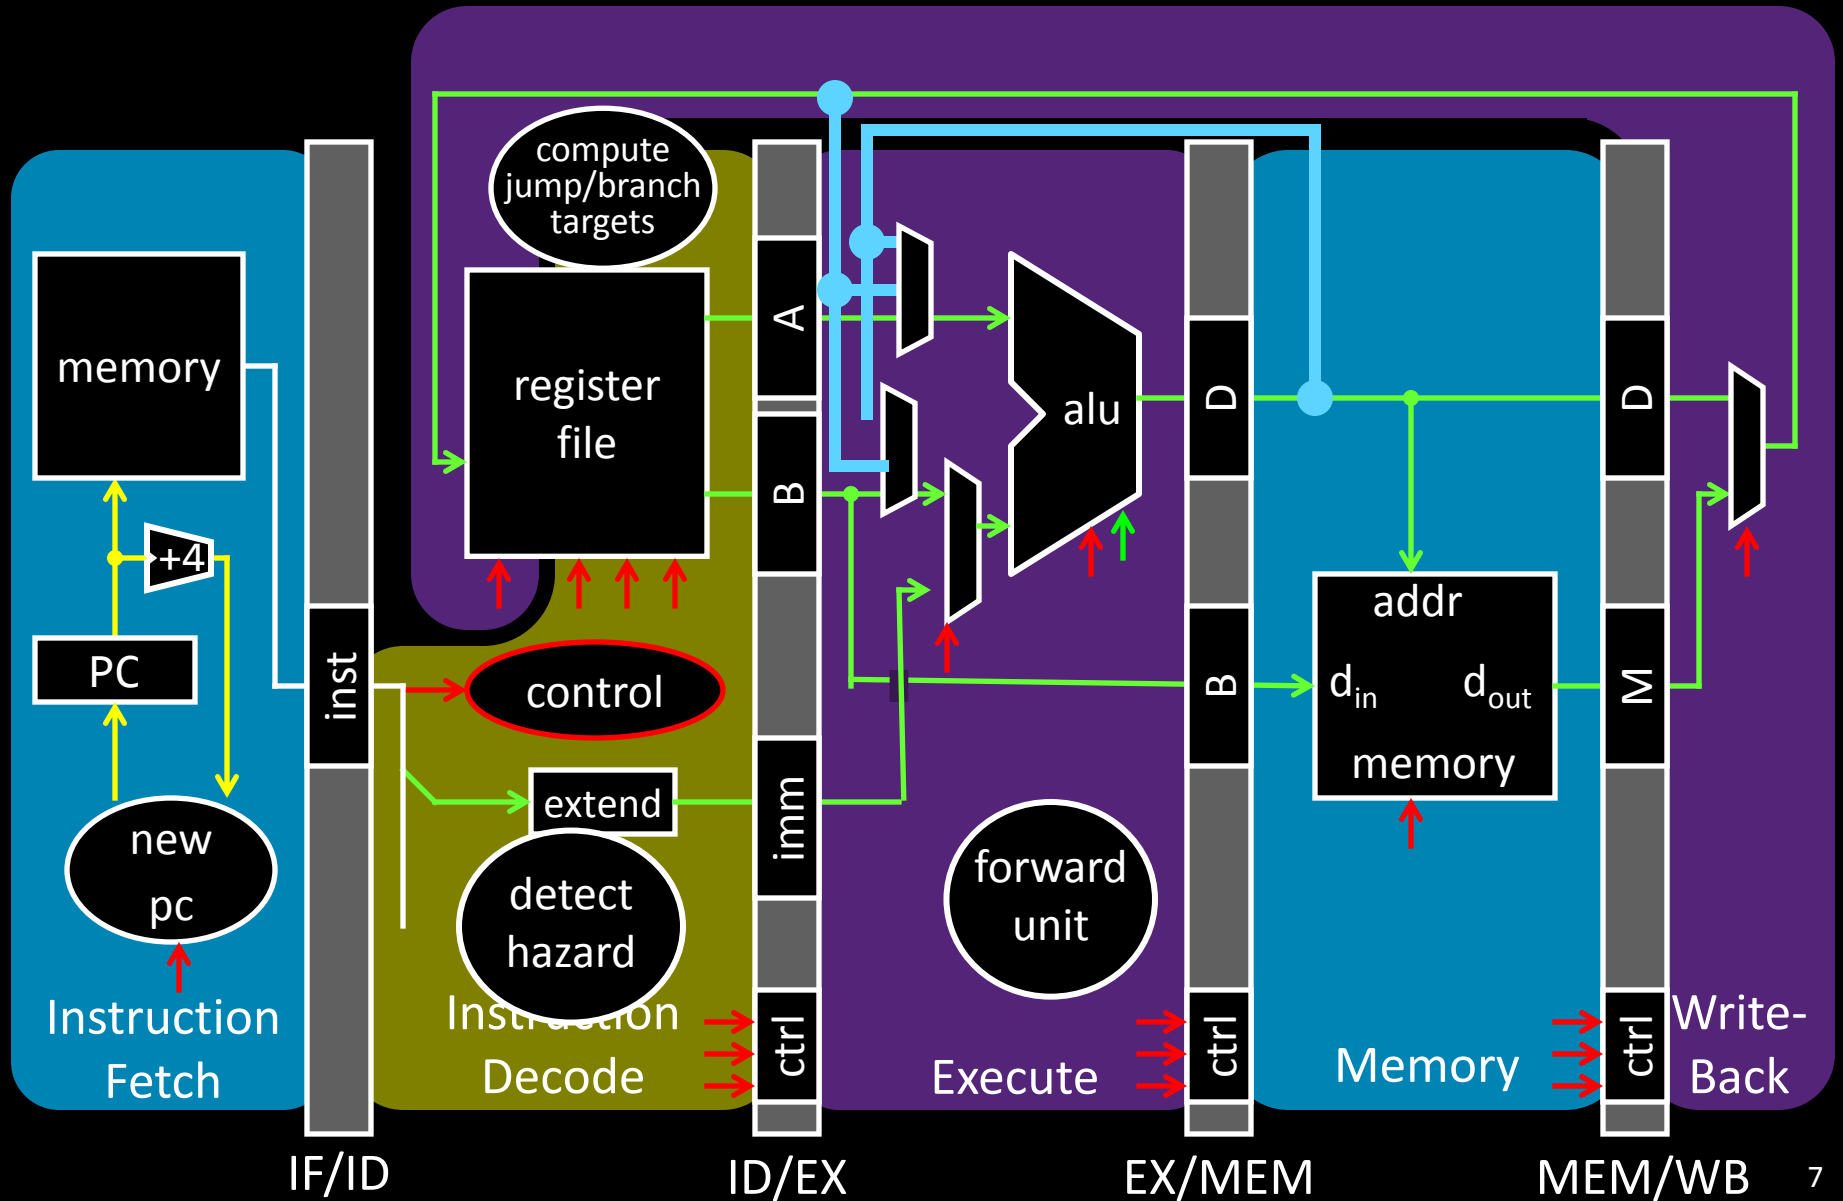 compute
jump/branch
targets
memory
register
file
A
B
alu
D
D
+4
PC
inst
control
B
addr
din
dout
memory
M
extend
imm
new
pc
detect
hazard
forward
unit
Instruction
Fetch
Instruction
Decode
ctrl
Execute
ctrl
Memory
ctrl
Write-
Back
IF/ID
ID/EX
EX/MEM
MEM/WB
7